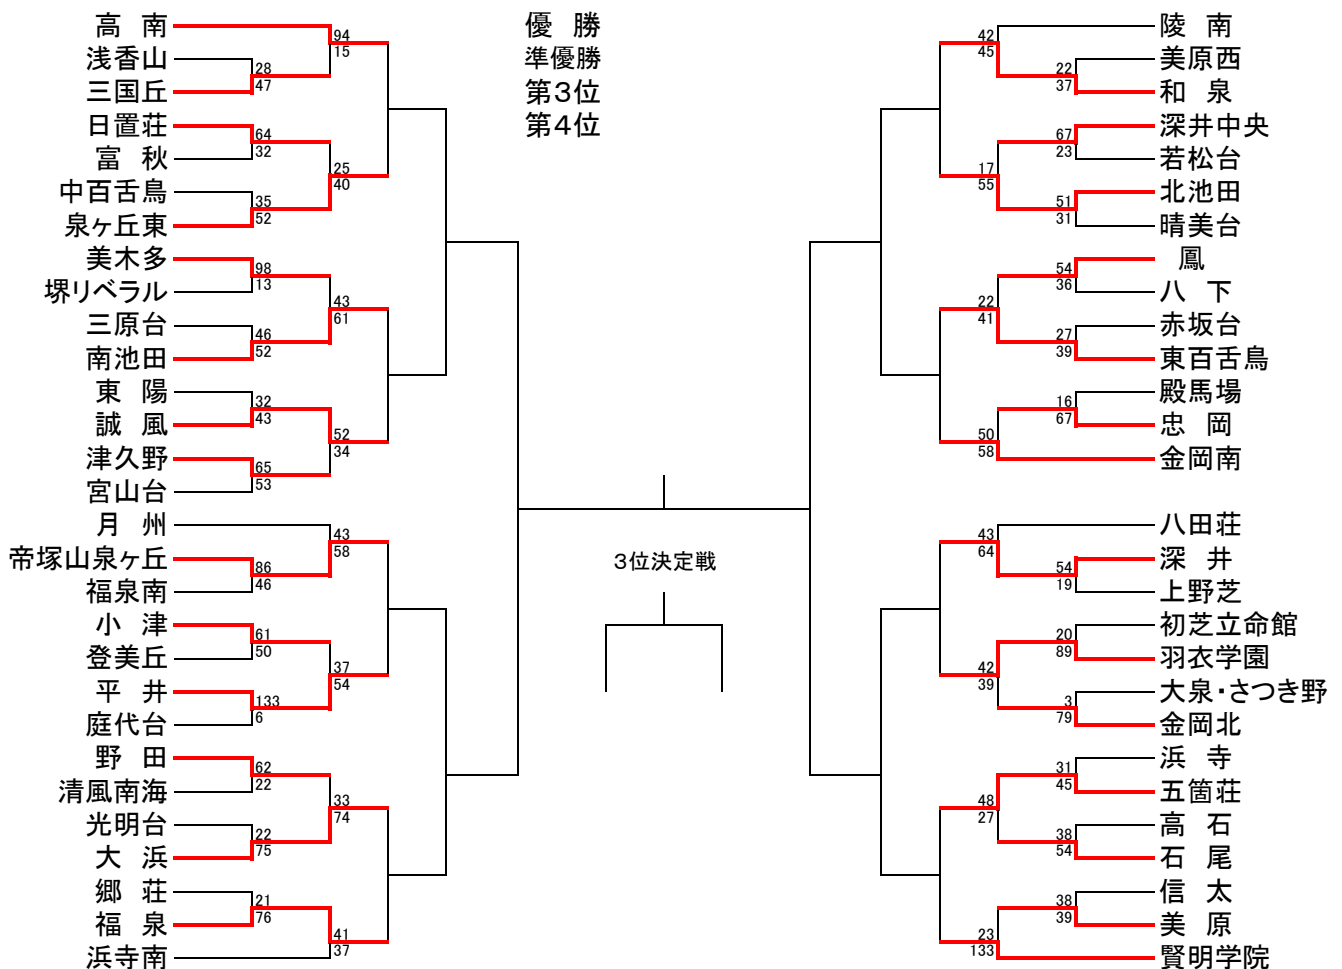 優 勝
準優勝
第3位
第4位
高 南
94
15
浅香山
28
47
三国丘
日置荘
64
32
富 秋
25
40
中百舌鳥
35
52
泉ヶ丘東
美木多
98
13
堺リベラル
43
61
三原台
46
52
南池田
東 陽
32
43
誠 風
52
34
津久野
65
53
宮山台
月 州
43
58
帝塚山泉ヶ丘
86
46
福泉南
小 津
61
50
登美丘
37
54
平 井
133
6
庭代台
野 田
62
22
清風南海
33
74
光明台
22
75
大 浜
郷 荘
21
76
福 泉
41
37
浜寺南
3位決定戦
陵 南
42
45
美原西
22
37
和 泉
深井中央
67
23
若松台
17
55
北池田
51
31
晴美台
鳳
54
36
八 下
22
41
赤坂台
27
39
東百舌鳥
殿馬場
16
67
忠 岡
50
58
金岡南
八田荘
43
64
深 井
54
19
上野芝
初芝立命館
20
89
羽衣学園
42
39
大泉・さつき野
3
79
金岡北
浜 寺
31
45
五箇荘
48
27
高 石
38
54
石 尾
信 太
38
39
美 原
23
133
賢明学院